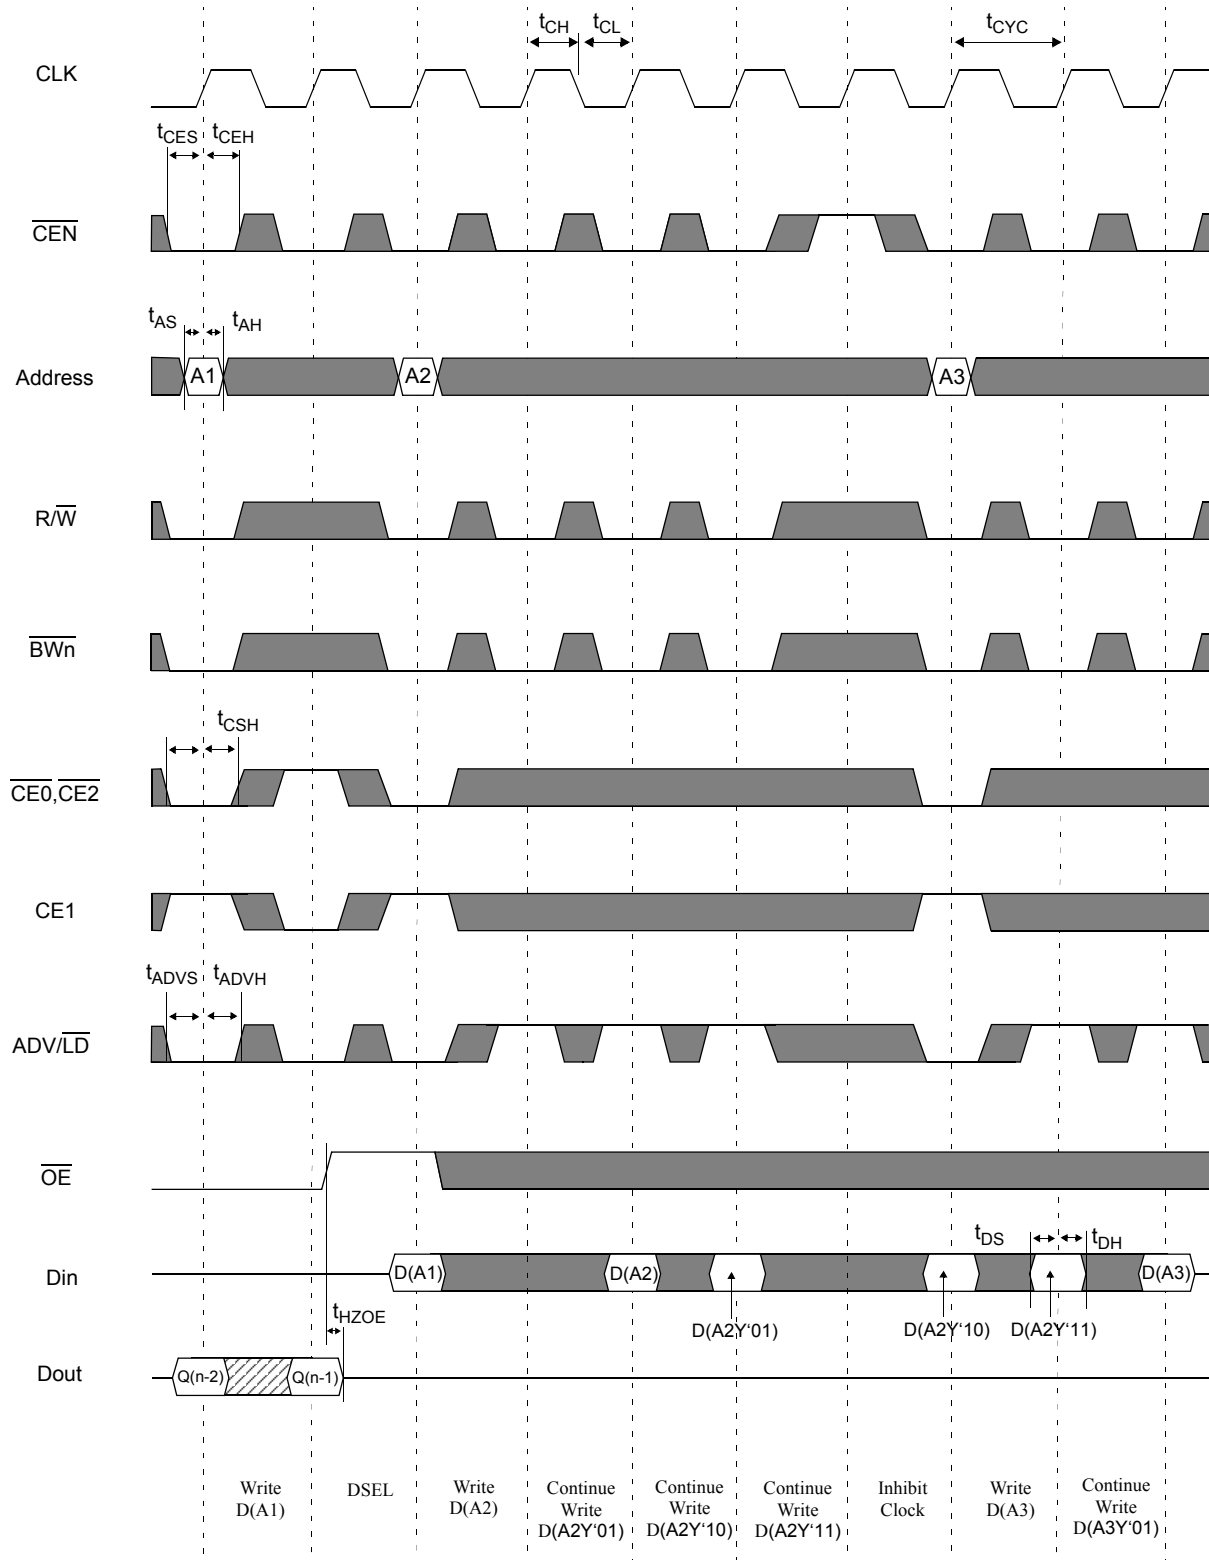 tCH tCL tCYC
CLK
tCES tCEH
CEN
tAS tAH
Address A1 A2 A3
R/W
BWn
tCSH
CE0,CE2
CE1
tADVS tADVH
ADV/LD
OE
tDS tDH
Din D(A1) D(A2) D(A3)
tHZOE
D(A2Y‘01) D(A2Y‘10) D(A2Y‘11)
Dout Q(n-2) Q(n-1)
Write
D(A1)
DSEL
Write
D(A2)
Continue
Write
D(A2Y‘01)
Continue
Write
D(A2Y‘10)
Continue
Write
D(A2Y‘11)
Inhibit
Clock
Write
D(A3)
Continue
Write
D(A3Y‘01)